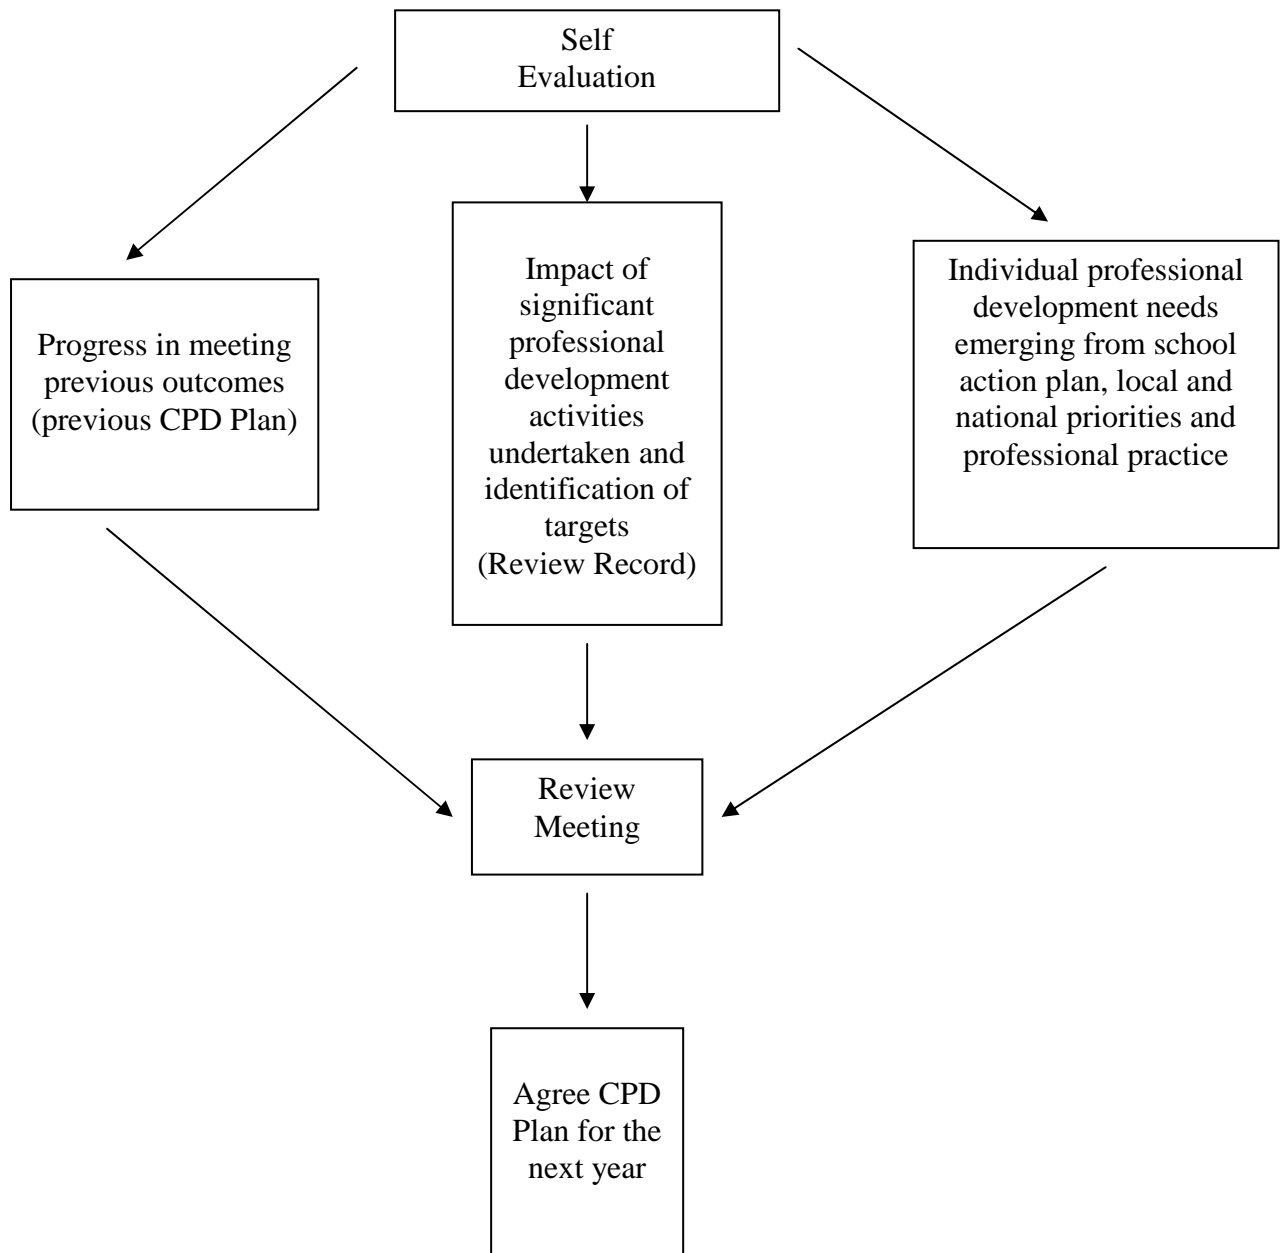 Self
Evaluation
Progress in meeting
previous outcomes
(previous CPD Plan)
Impact of
significant
professional
development
activities
undertaken and
identification of
targets
(Review Record)
Individual professional
development needs
emerging from school
action plan, local and
national priorities and
professional practice
Review
Meeting
Agree CPD
Plan for the
next year